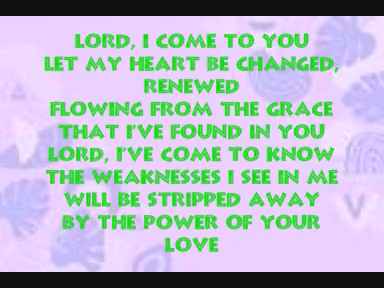 LORD, I COME TO YOU
LET MY HEART BE CHANGED,
RENEWED
FLOWING FROM THE GRACE
THAT I'VE FOUND IN YOU
LORD, I'VE COME TO KNOW
THE WEAKNESSES I SEE IN ME
WILL BE STRIPPED AWAY
BY THE POWER OF YOUR
LOVE